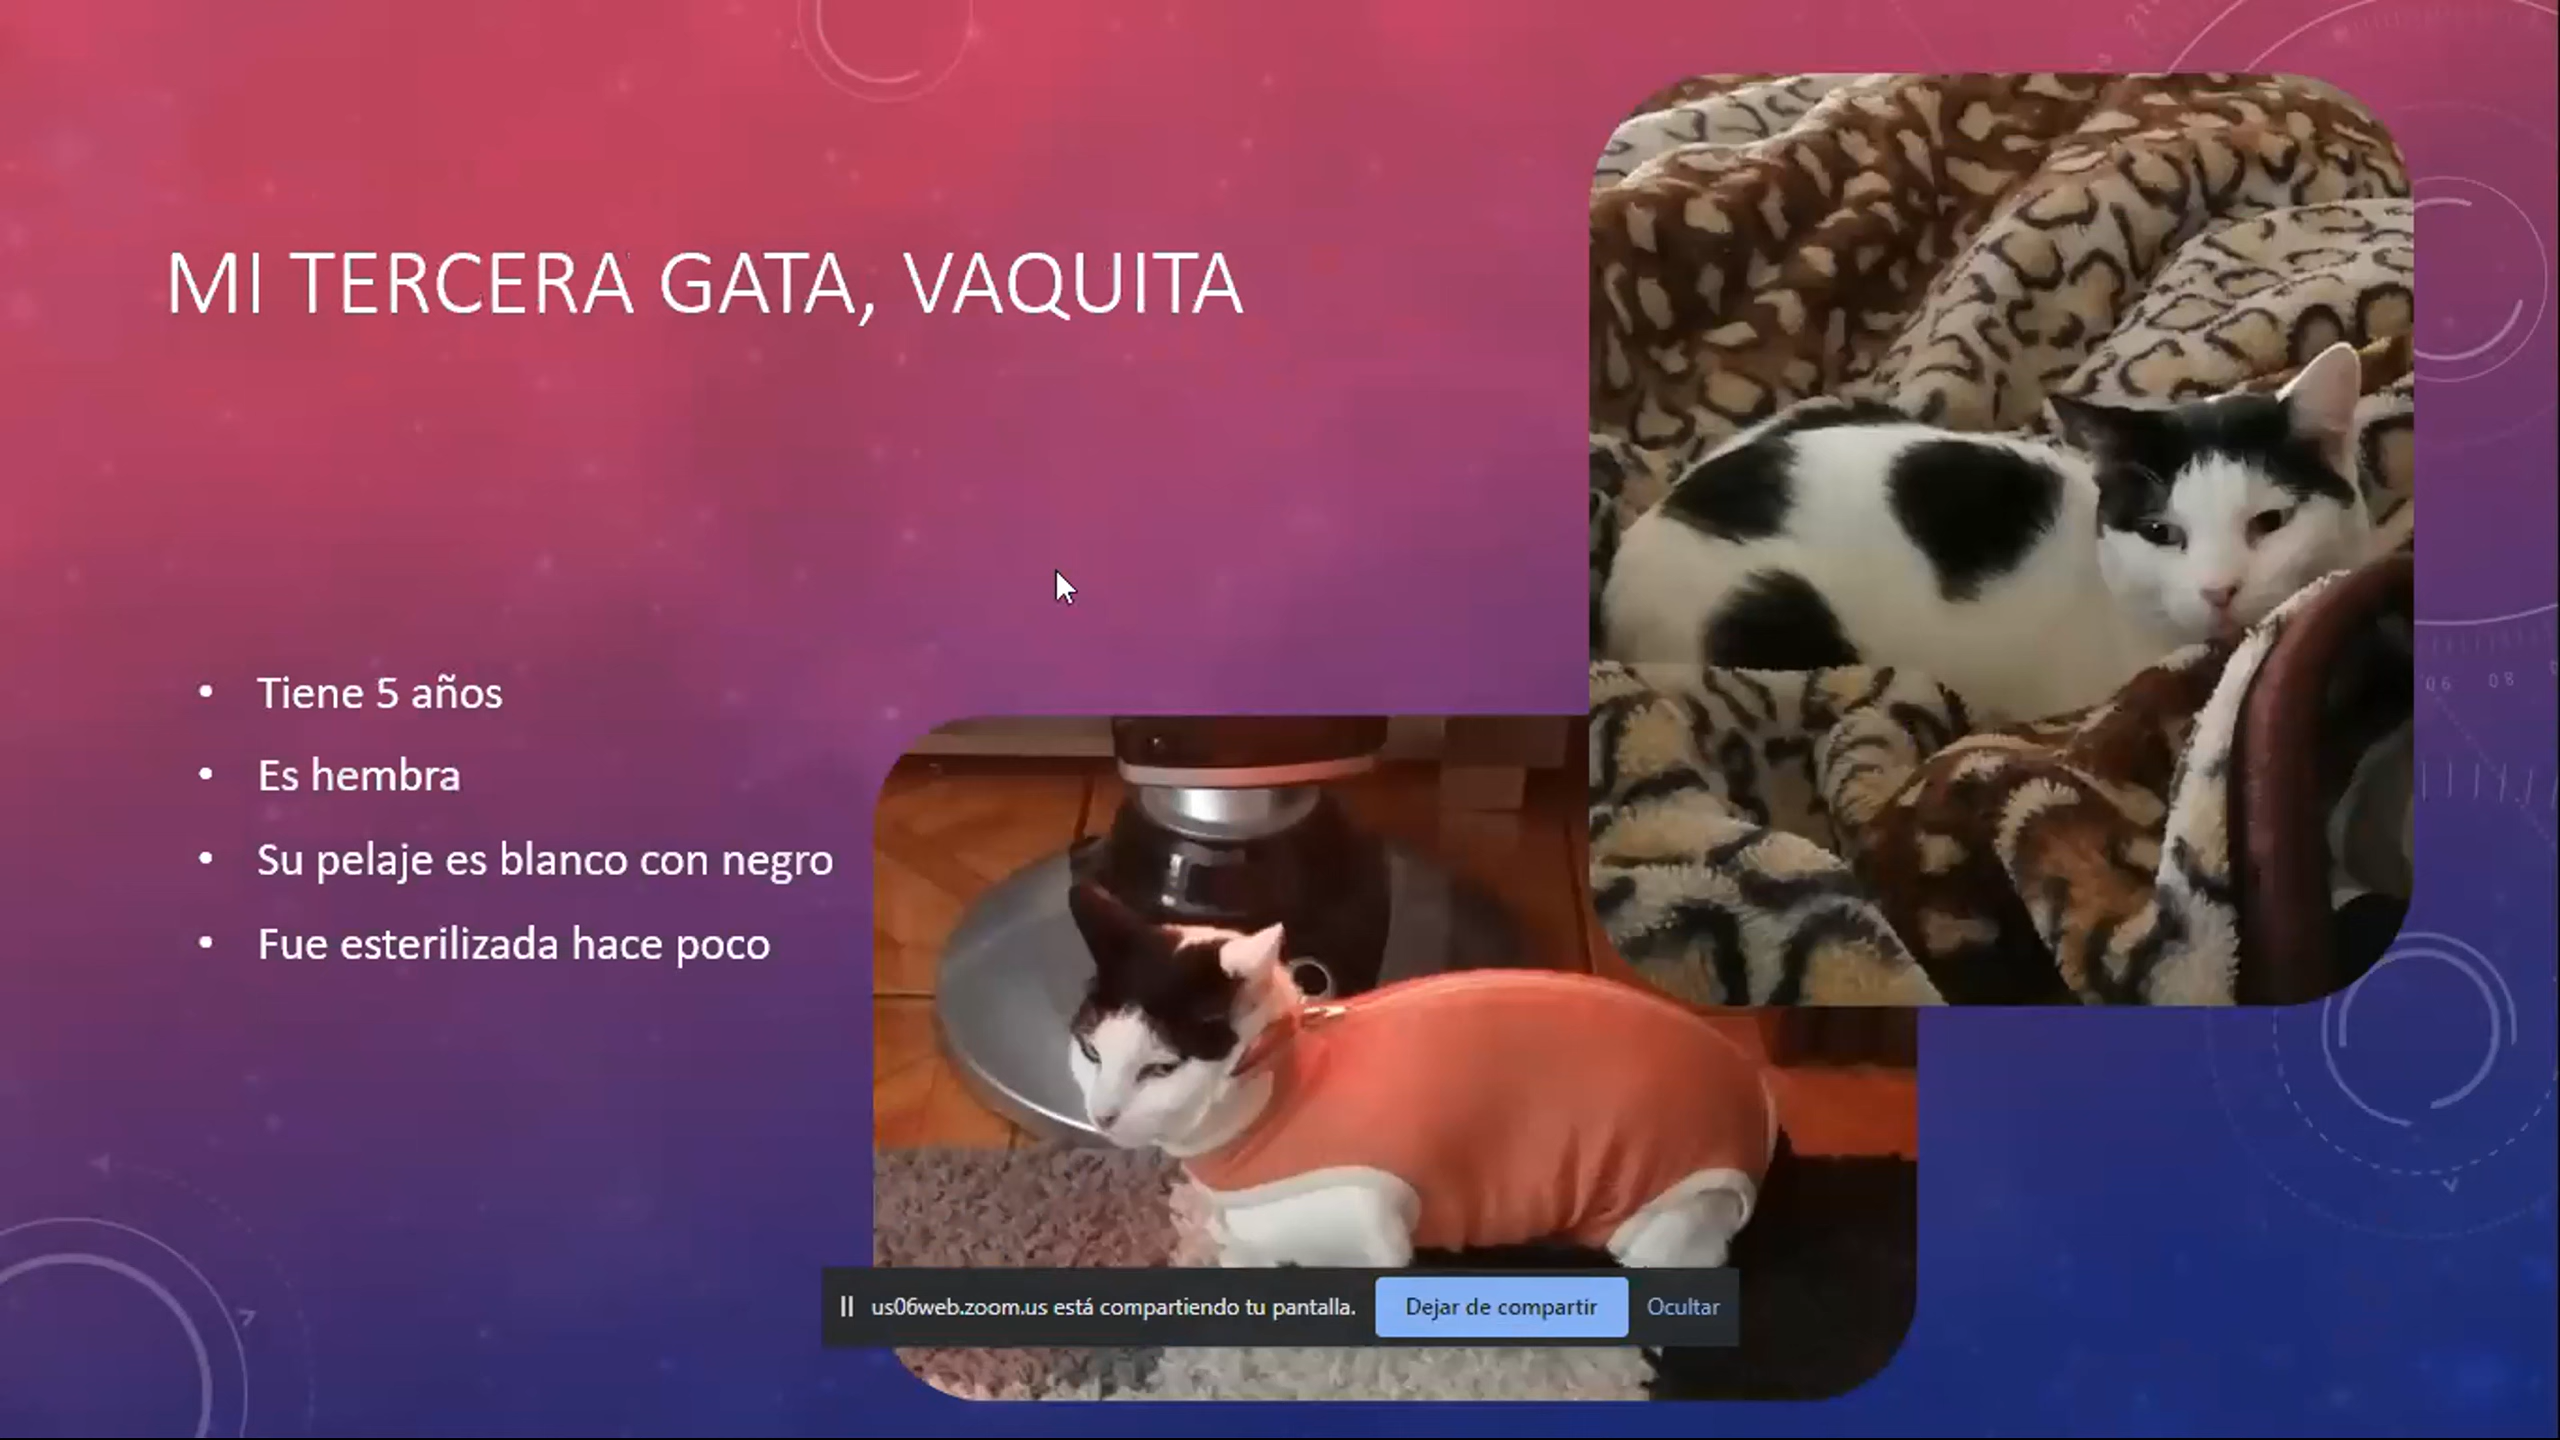 MI TERCERA GATA, VAQUITA
• Tiene 5 años
• Es hembra
• Su pelaje es blanco con negro
• Fue esterilizada hace poco
us06web.zoom.us está compartiendo tu pantalla. Dejar de compartir Ocultar